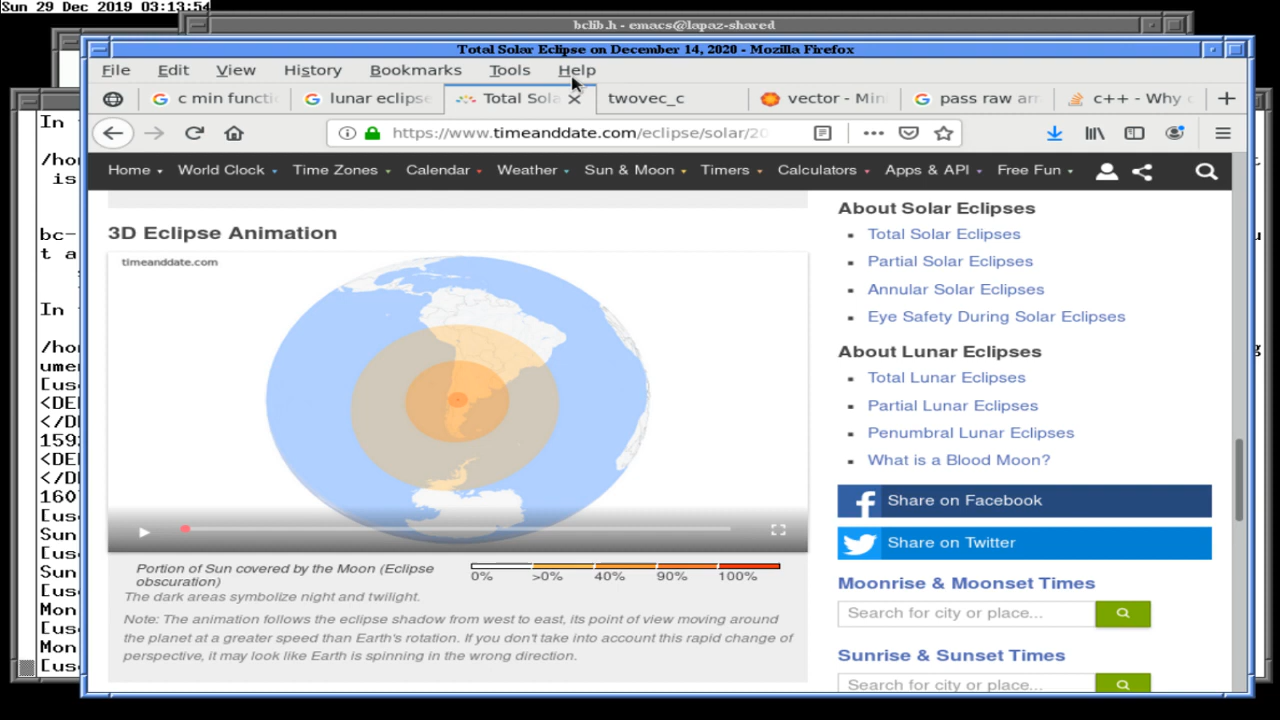 Sun 29 Dec 2019 03:13:54
bclib.h - emacs@lapaz-shared
Total Solar Eclipse on December 14, 2020 - Mozilla Firefox
File Edit View History Bookmarks Tools Help
c min functi lunar eclipse Total Sola twovec_c vector - Min pass raw arr c++ - Why
https://www.timeanddate.com/eclipse/solar/20
Home World Clock Time Zones Calendar Weather Sun & Moon Timers Calculators Apps & API Free Fun
3D Eclipse Animation
timeanddate.com
Portion of Sun covered by the Moon (Eclipse
obscuration)
0% >0% 40% 90% 100%
The dark areas symbolize night and twilight.
Note: The animation follows the eclipse shadow from west to east, its point of view moving around
the planet at a greater speed than Earth's rotation. If you don't take into account this rapid change of
perspective, it may look like Earth is spinning in the wrong direction.
About Solar Eclipses
Total Solar Eclipses
Partial Solar Eclipses
Annular Solar Eclipses
Eye Safety During Solar Eclipses
About Lunar Eclipses
Total Lunar Eclipses
Partial Lunar Eclipses
Penumbral Lunar Eclipses
What is a Blood Moon?
Share on Facebook
Share on Twitter
Moonrise & Moonset Times
Search for city or place...
Sunrise & Sunset Times
Search for city or place...
In
/ho
is
bc-
t a
In
/ho
umer
[us
<DE
</D
159
<DE
</D
160
[us
Sun
[us
Sun
[us
Mon
[us
Mon
[us